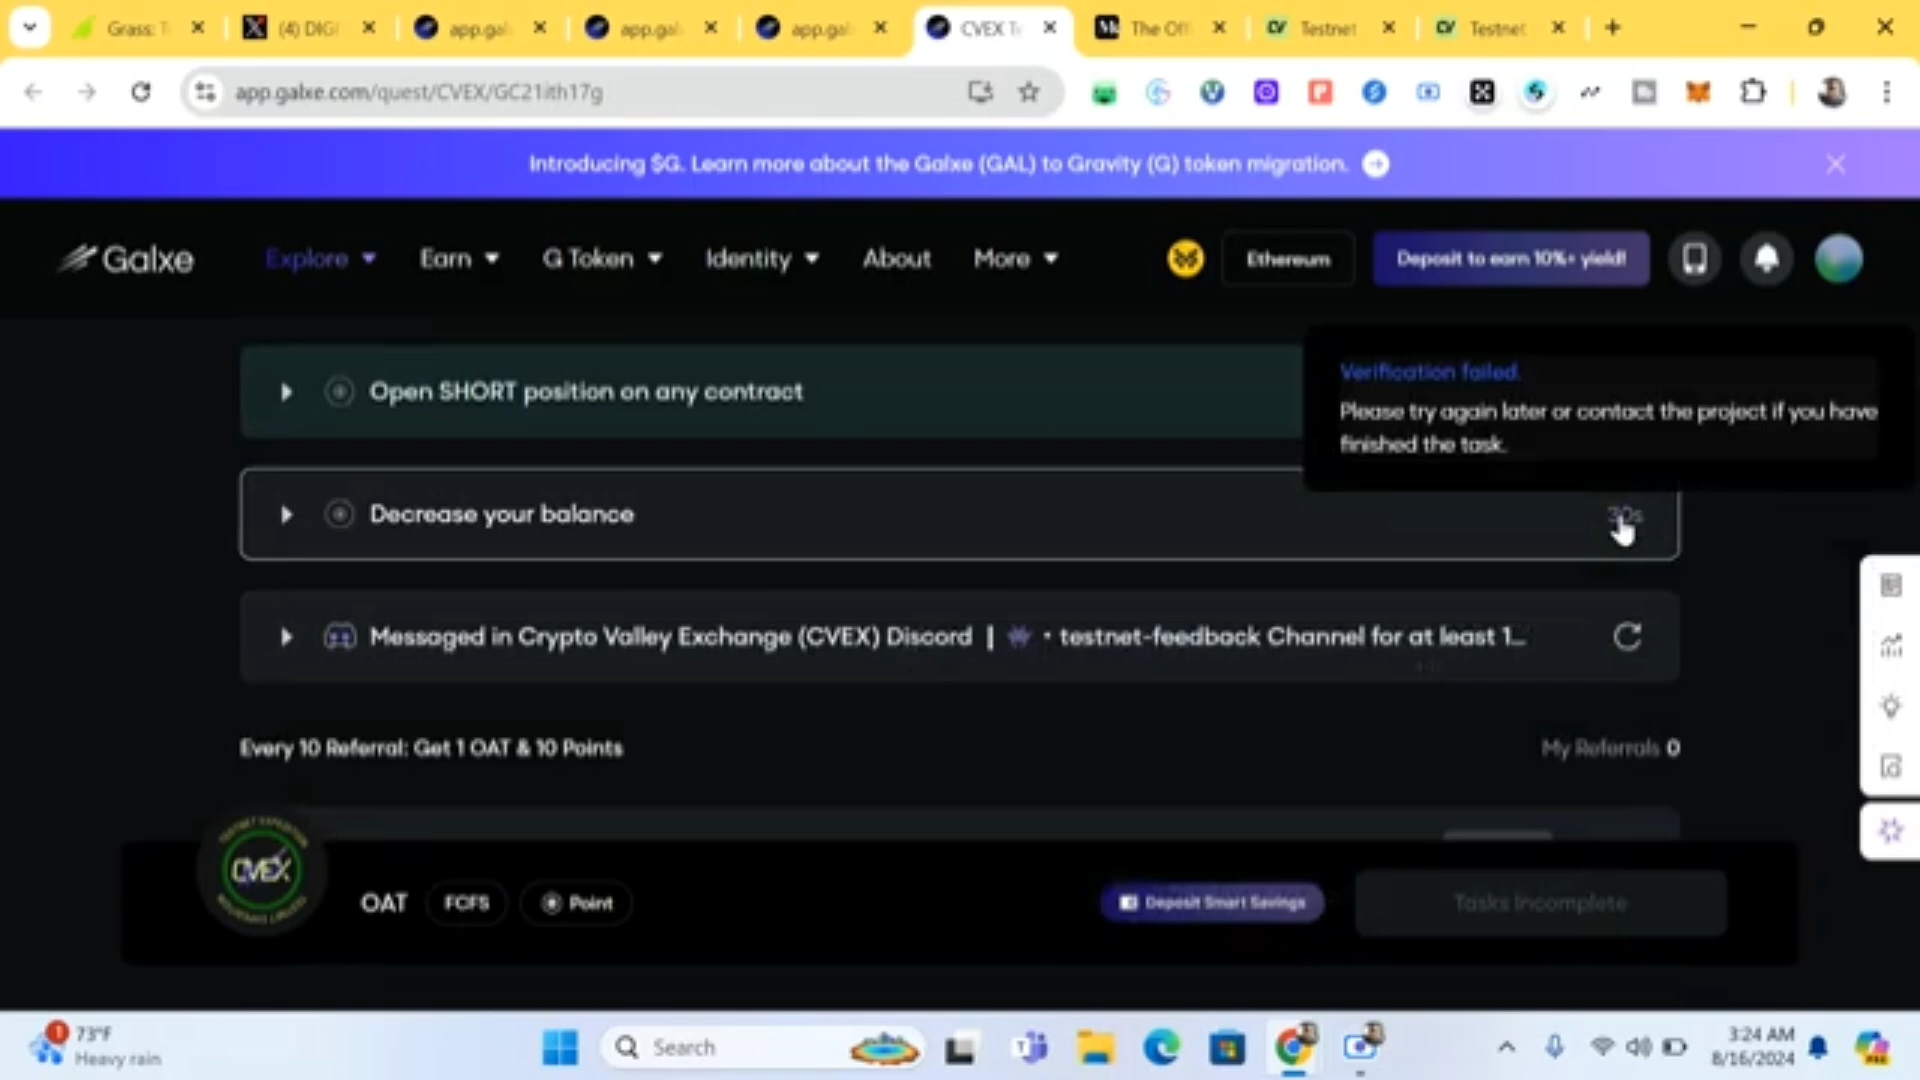 Grass: T
(4) DIGI
app.gal
app.gal
app.gal
CVEX Te
The Offi
Testnet
Testnet
app.galxe.com/quest/CVEX/GC21ith17g
Introducing $G. Learn more about the Galxe (GAL) to Gravity (G) token migration.
Galxe
Explore
Earn
G Token
Identity
About
More
Ethereum
Deposit to earn 10%+ yield!
Open SHORT position on any contract
Verification failed.
Please try again later or contact the project if you have
finished the task.
Decrease your balance
30s
Messaged in Crypto Valley Exchange (CVEX) Discord | • testnet-feedback Channel for at least 1...
Every 10 Referral: Get 1 OAT & 10 Points
My Referrals 0
CVEX
OAT
FCFS
Point
Deposit Smart Savings
Tasks Incomplete
1
73°F
Heavy rain
Search
3:24 AM
8/16/2024